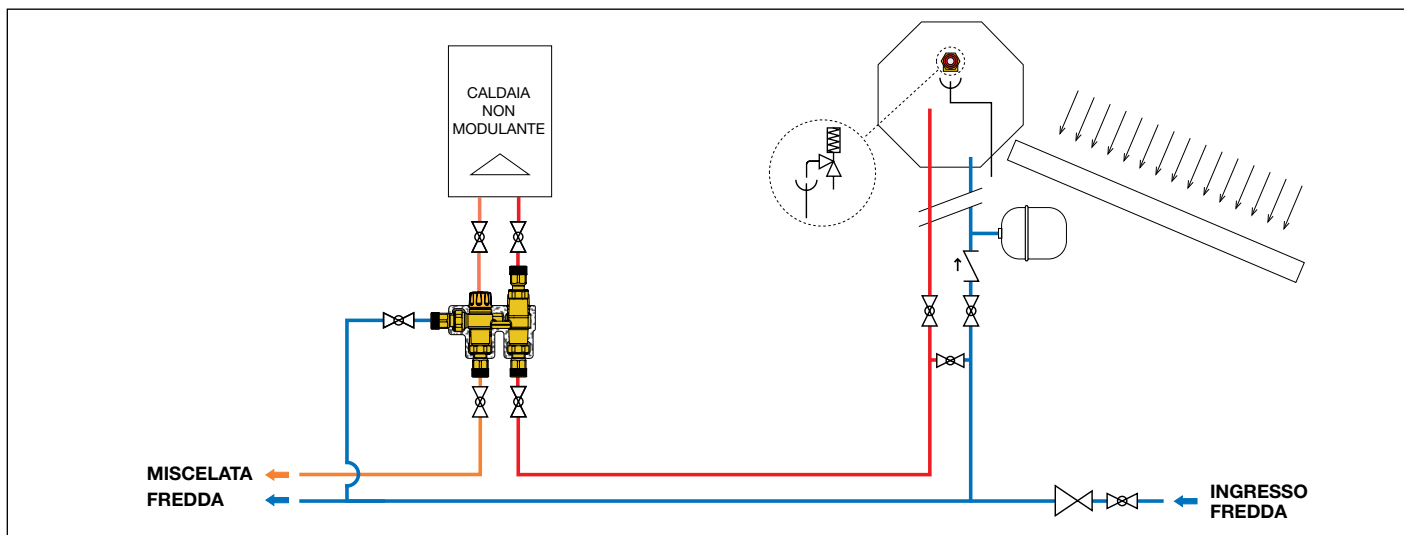 CALDAIA
NON
MODULANTE
MISCELATA
FREDDA
INGRESSO
FREDDA